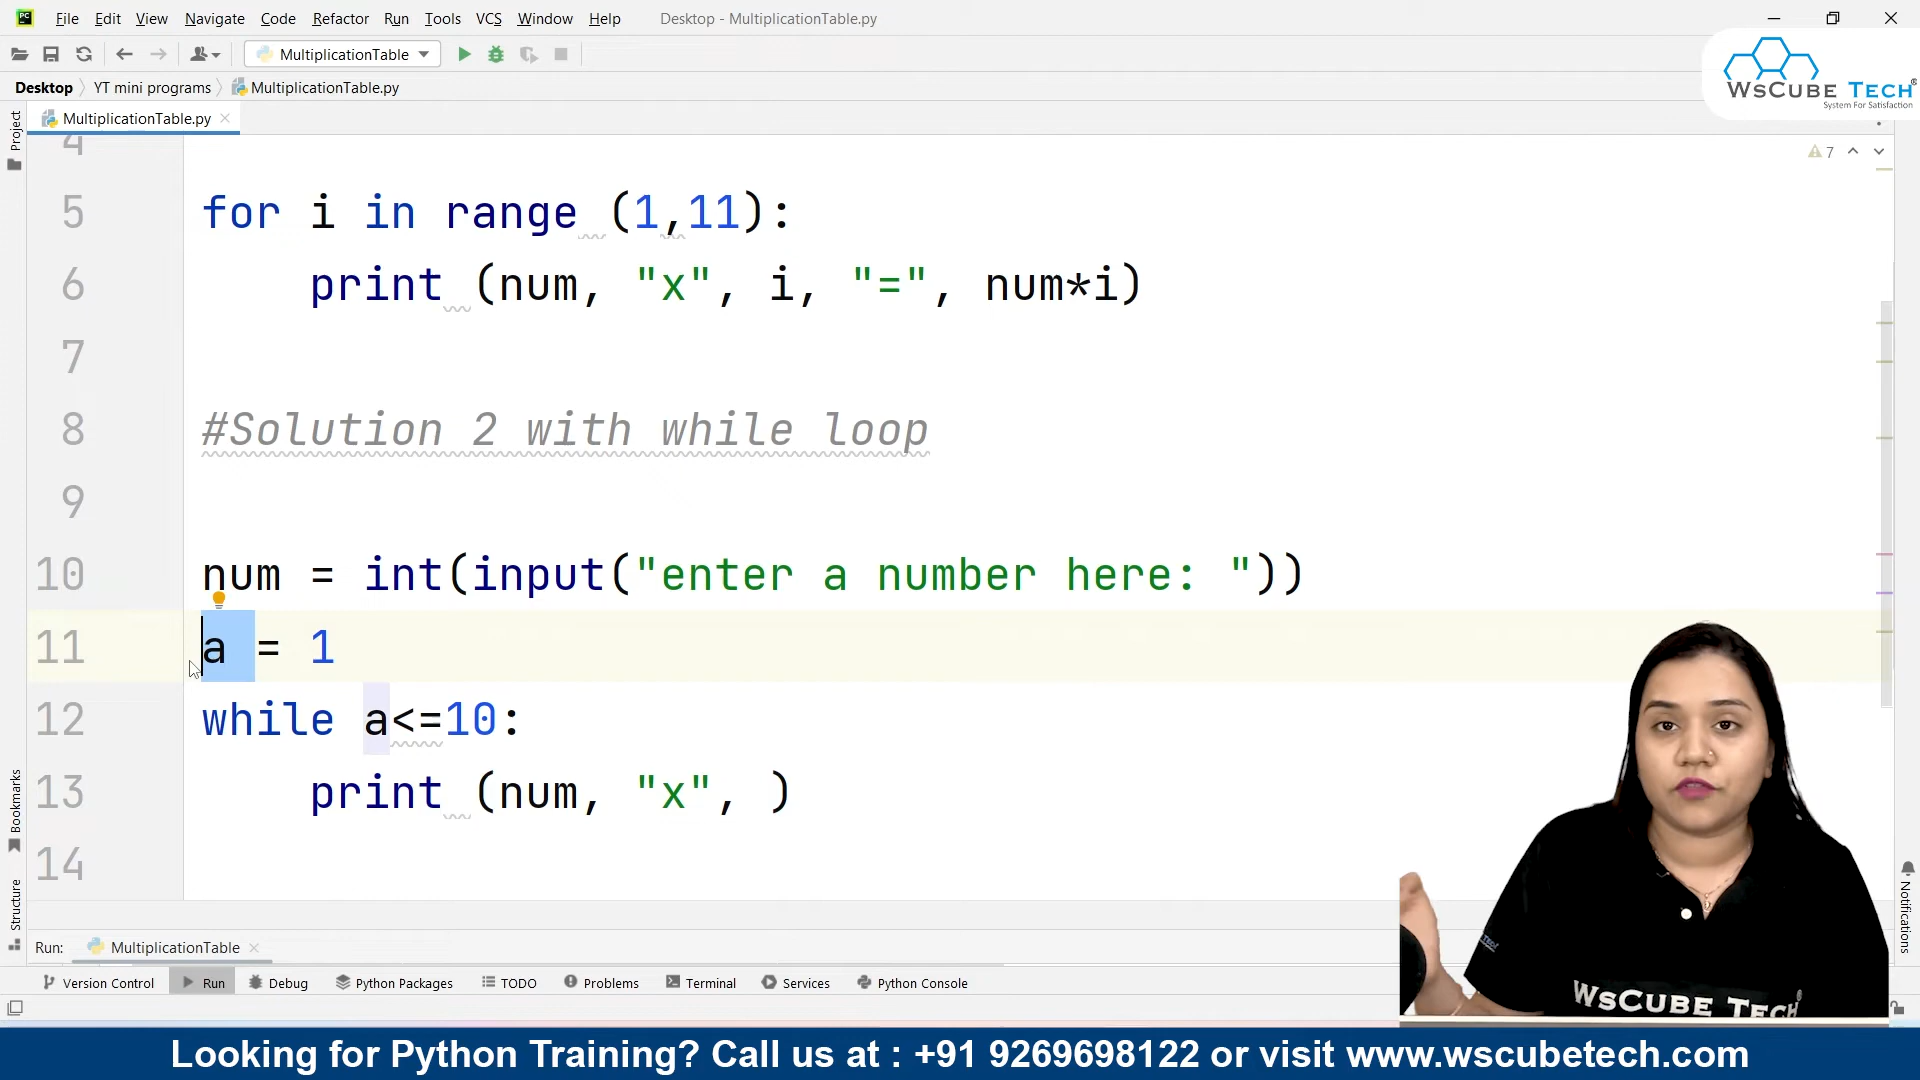 File Edit View Navigate Code Refactor Run Tools VCS Window Help Desktop - MultiplicationTable.py
MultiplicationTable
WsCube Tech®
System For Satisfaction
Desktop YT mini programs MultiplicationTable.py
MultiplicationTable.py
Project
7
4
5 for i in range (1,11):
6 print (num, "x", i, "=", num*i)
7
8 #Solution 2 with while loop
9
10 num = int(input("enter a number here: "))
11 a = 1
12 while a<=10:
13 print (num, "x", )
14
Bookmarks
Structure
Notifications
WsCube Tech
Run: MultiplicationTable
Version Control Run Debug Python Packages TODO Problems Terminal Services Python Console
Looking for Python Training? Call us at : +91 9269698122 or visit www.wscubetech.com